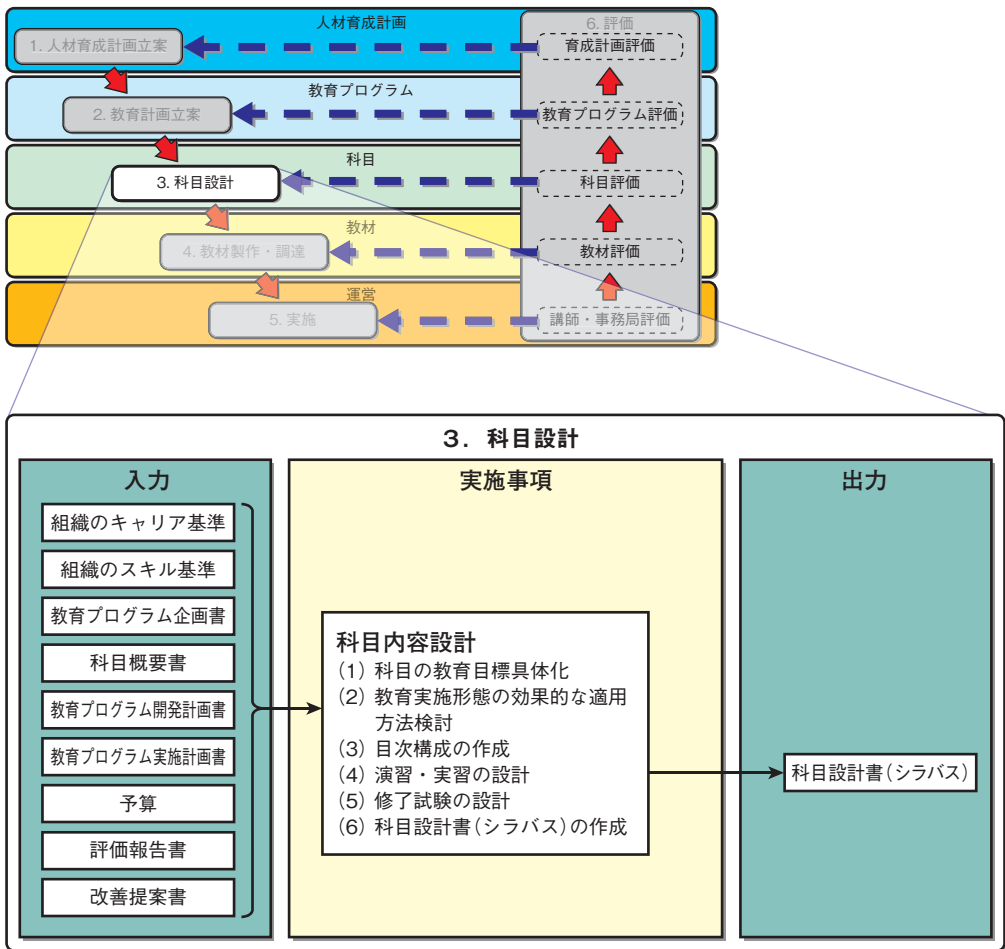 人材育成計画
6. 評価
1. 人材育成計画立案
育成計画評価
教育プログラム
2. 教育計画立案
教育プログラム評価
科目
3. 科目設計
科目評価
教材
4. 教材製作・調達
教材評価
運営
5. 実施
講師・事務局評価
3. 科目設計
入力
組織のキャリア基準
組織のスキル基準
教育プログラム企画書
科目概要書
教育プログラム開発計画書
教育プログラム実施計画書
予算
評価報告書
改善提案書
実施事項
科目内容設計
(1) 科目の教育目標具体化
(2) 教育実施形態の効果的な適用
方法検討
(3) 目次構成の作成
(4) 演習・実習の設計
(5) 修了試験の設計
(6) 科目設計書(シラバス)の作成
出力
科目設計書(シラバス)